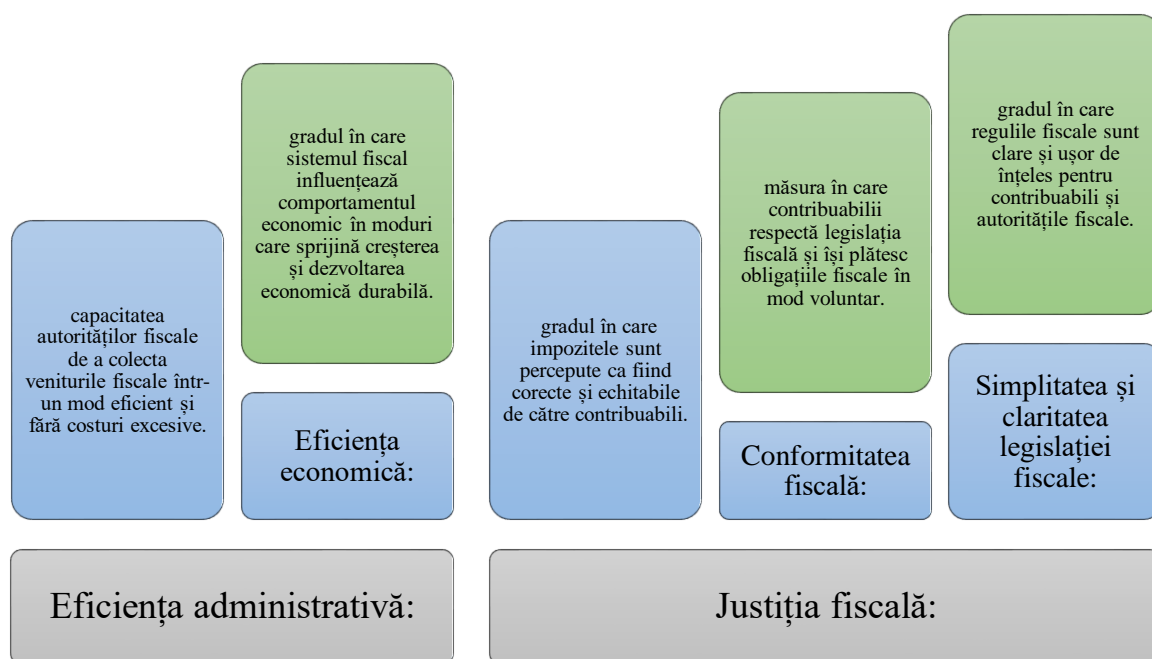 capacitatea
autorităților fiscale
de a colecta
veniturile fiscale într-
un mod eficient și
fără costuri excesive.
gradul în care
sistemul fiscal
influențează
comportamentul
economic în moduri
care sprijină creșterea
și dezvoltarea
economică durabilă.
Eficiența
economică:
Eficiența administrativă:
gradul în care
impozitele sunt
percepute ca fiind
corecte și echitabile
de către contribuabili.
măsura în care
contribuabilii
respectă legislația
fiscală și își plătesc
obligațiile fiscale în
mod voluntar.
Conformitatea
fiscală:
gradul în care
regulile fiscale sunt
clare și ușor de
înțeles pentru
contribuabili și
autoritățile fiscale.
Simplitatea și
claritatea
legislației
fiscale:
Justiția fiscală: